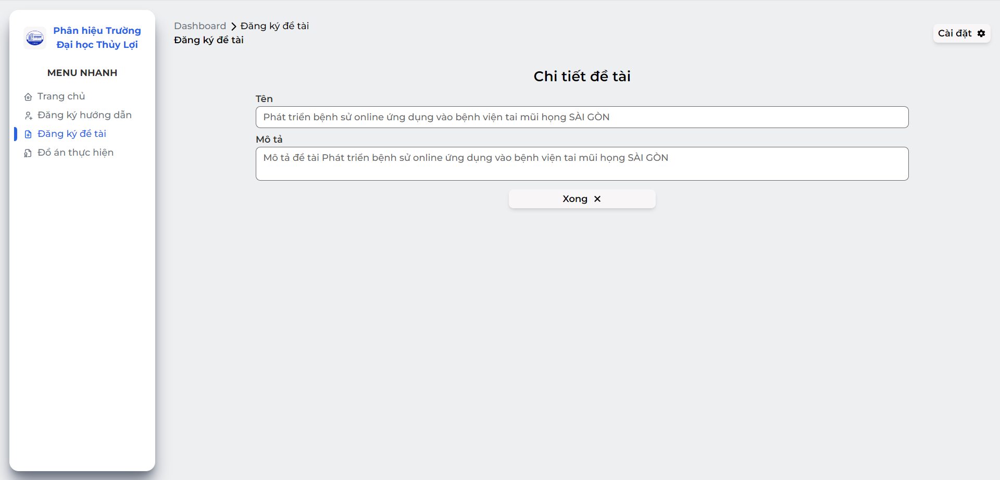 Phân hiệu Trường
Đại học Thủy Lợi
MENU NHANH
Trang chủ
Đăng ký hướng dẫn
Đăng ký đề tài
Đồ án thực hiện
Dashboard Đăng ký đề tài
Đăng ký đề tài
Cài đặt
Chi tiết đề tài
Tên
Phát triển bệnh sử online ứng dụng vào bệnh viện tai mũi họng SÀI GÒN
Mô tả
Mô tả đề tài Phát triển bệnh sử online ứng dụng vào bệnh viện tai mũi họng SÀI GÒN
Xong